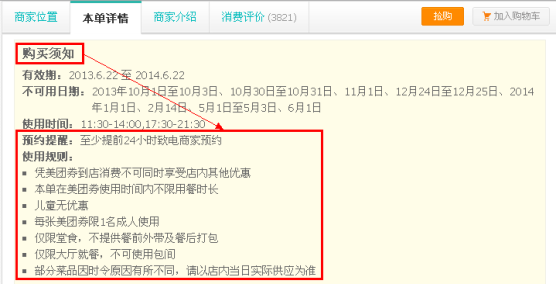 商家位置 本单详情 商家介绍 消费评价 (3821) 抢购 加入购物车
购买须知
有效期：2013.6.22 至 2014.6.22
不可用日期：2013年10月1日至10月3日、10月30日至10月31日、11月1日、12月24日至12月25日、2014
年1月1日、2月14日、5月1日至5月3日、6月1日
使用时间：11:30-14:00,17:30-21:30
预约提醒：至少提前24小时致电商家预约
使用规则：
凭美团券到店消费不可同时享受店内其他优惠
本单在美团券使用时间内不限用餐时长
儿童无优惠
每张美团券限1名成人使用
仅限堂食，不提供餐前外带及餐后打包
仅限大厅就餐，不可使用包间
部分菜品因时令原因有所不同，请以店内当日实际供应为准